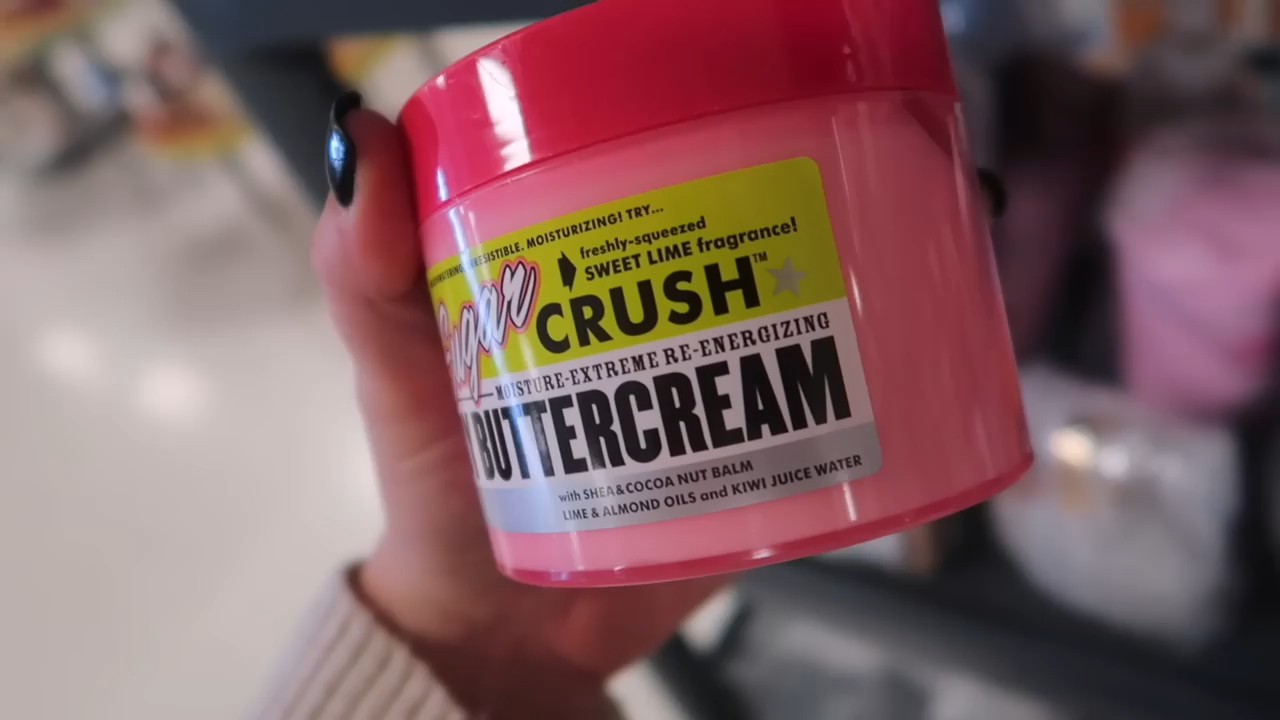 IRRESISTIBLE. MOISTURIZING! TRY...
freshly-squeezed
SWEET LIME fragrance!
Sugar CRUSH™
MOISTURE-EXTREME RE-ENERGIZING
BUTTERCREAM
with SHEA & COCOA NUT BALM
LIME & ALMOND OILS and KIWI JUICE WATER